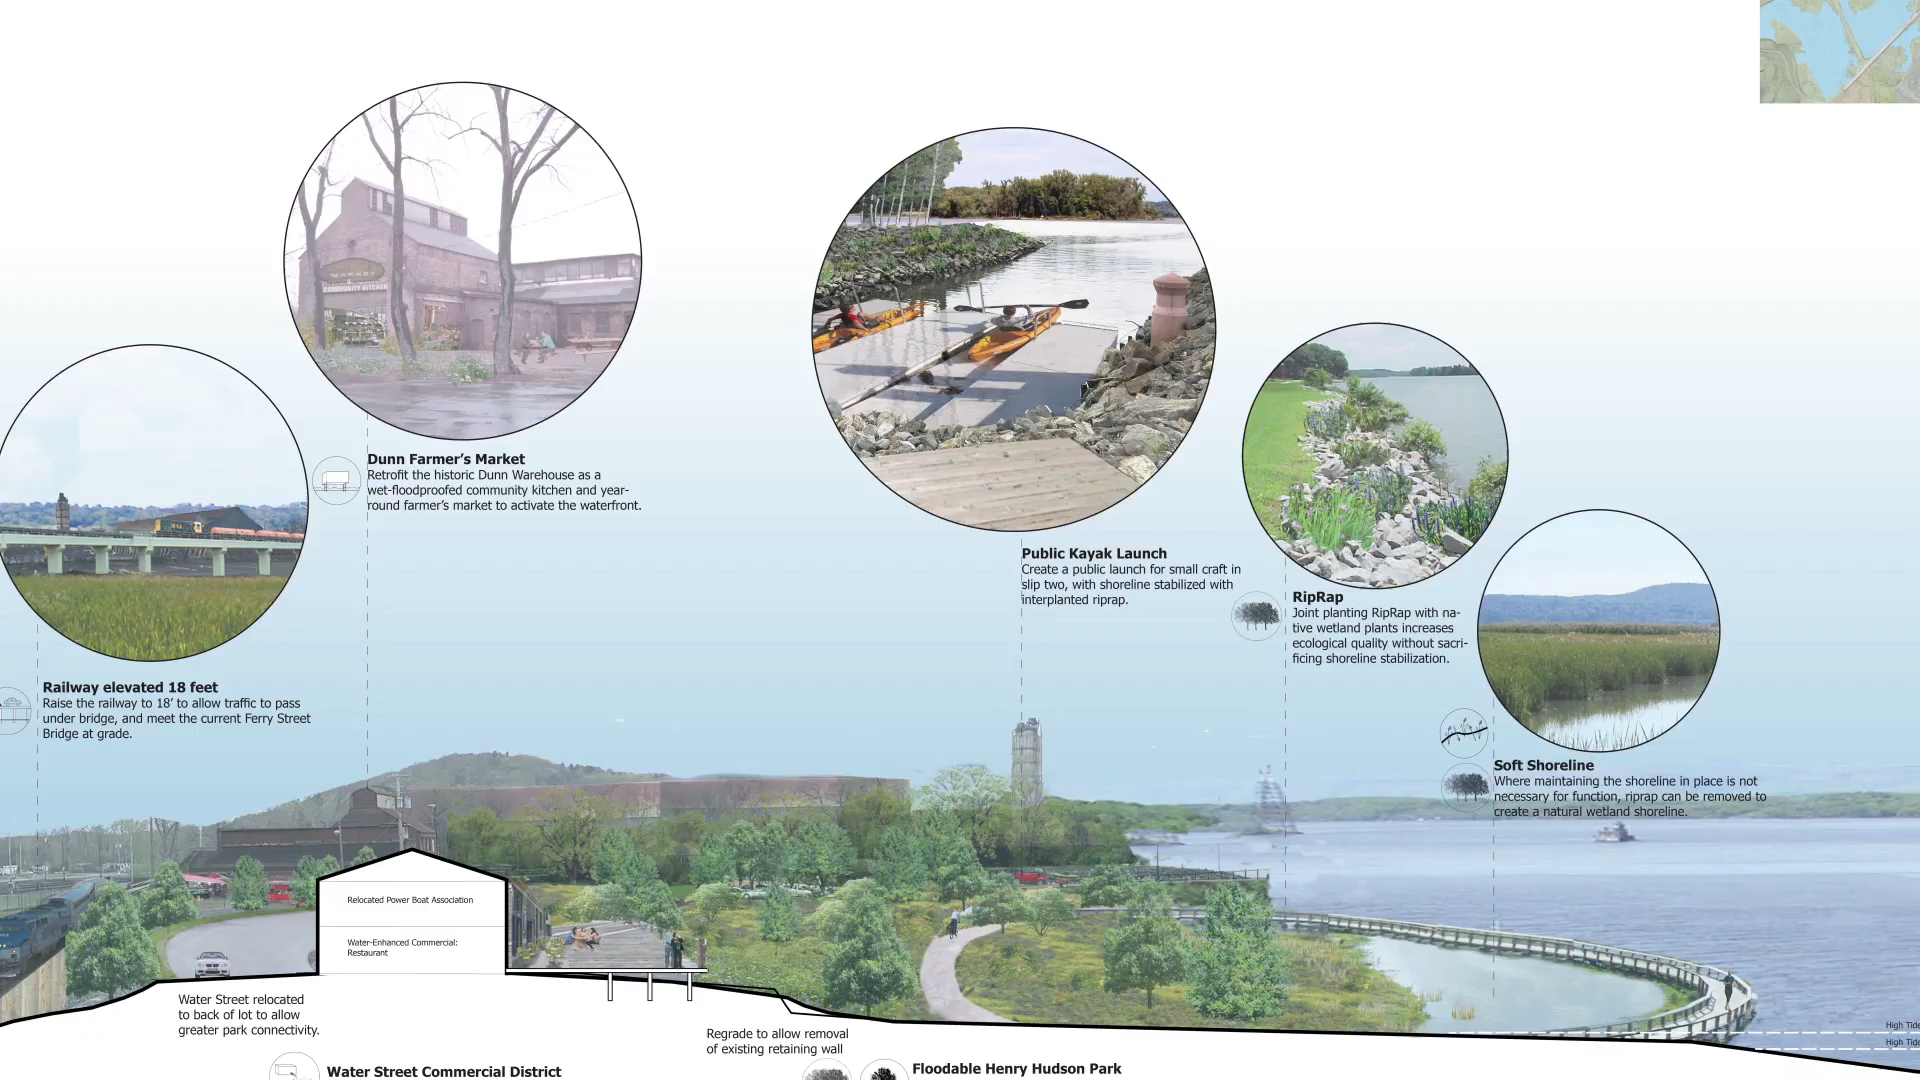 COMMUNITY KITCHEN
Dunn Farmer’s Market
Retrofit the historic Dunn Warehouse as a
wet-floodproofed community kitchen and year-
round farmer’s market to activate the waterfront.
Public Kayak Launch
Create a public launch for small craft in
slip two, with shoreline stabilized with
interplanted riprap.
RipRap
Joint planting RipRap with na-
tive wetland plants increases
ecological quality without sacri-
ficing shoreline stabilization.
Railway elevated 18 feet
Raise the railway to 18’ to allow traffic to pass
under bridge, and meet the current Ferry Street
Bridge at grade.
Soft Shoreline
Where maintaining the shoreline in place is not
necessary for function, riprap can be removed to
create a natural wetland shoreline.
Relocated Power Boat Association
Water-Enhanced Commercial:
Restaurant
Water Street relocated
to back of lot to allow
greater park connectivity.
Regrade to allow removal
of existing retaining wall
High Tide
High Tide
Water Street Commercial District
Floodable Henry Hudson Park